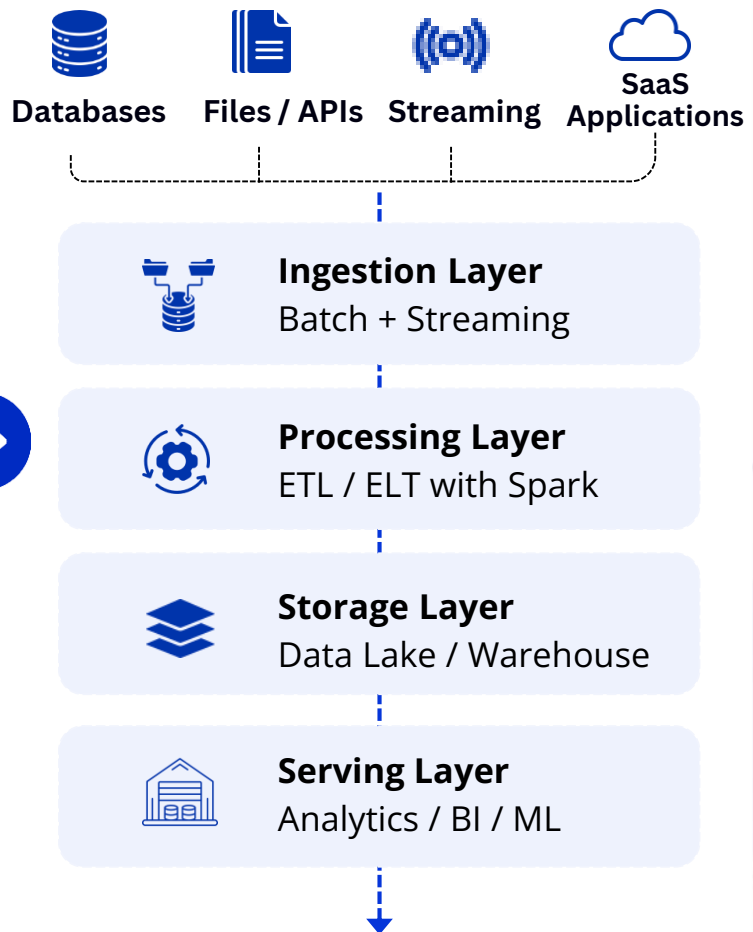 Databases
Files / APIs
Streaming
SaaS
Applications
Ingestion Layer
Batch + Streaming
Processing Layer
ETL / ELT with Spark
Storage Layer
Data Lake / Warehouse
Serving Layer
Analytics / BI / ML